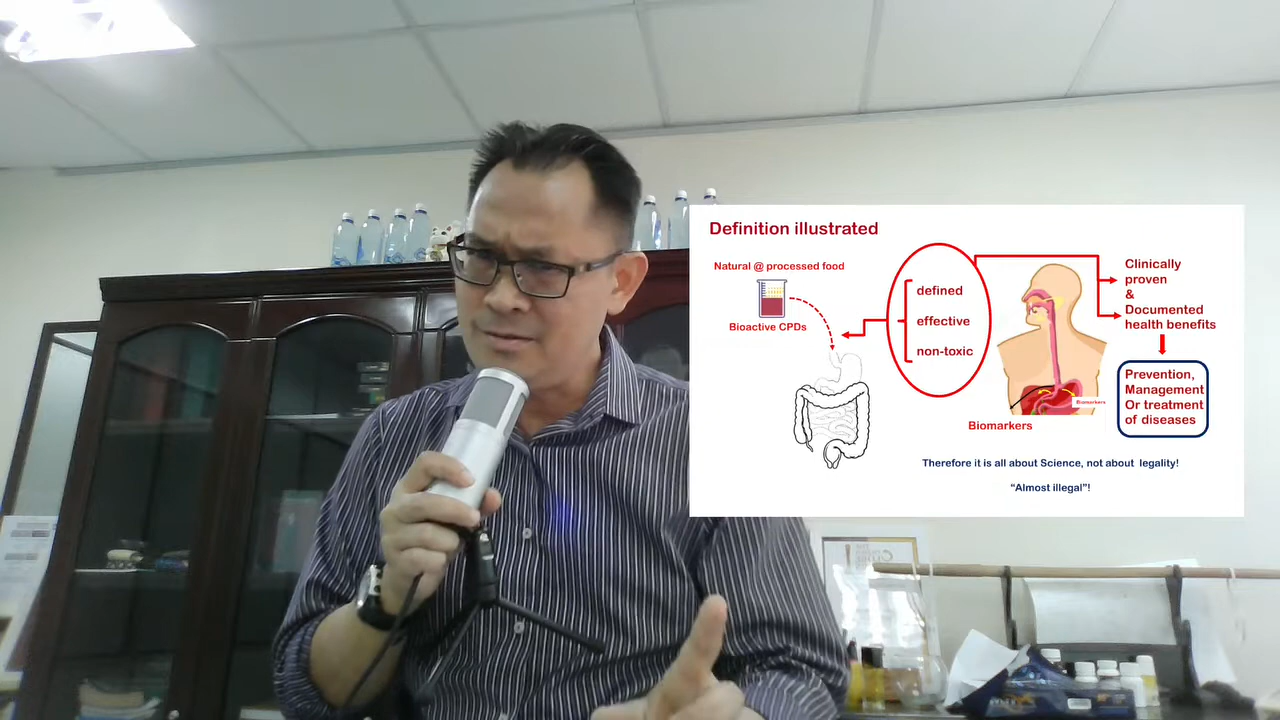 Definition illustrated
Natural @ processed food
Bioactive CPDs
defined
effective
non-toxic
Clinically
proven
&
Documented
health benefits
Prevention,
Management
Or treatment
of diseases
Biomarkers
Biomarkers
Therefore it is all about Science, not about legality!
“Almost illegal”!